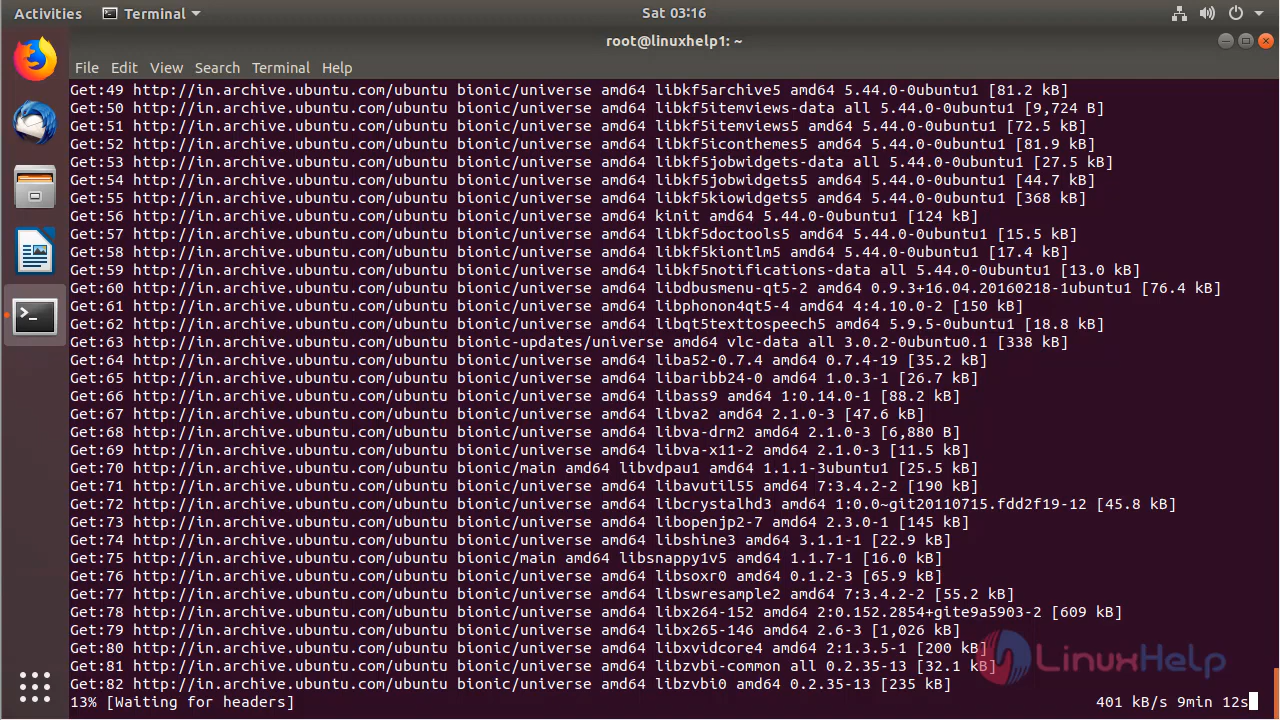 Activities Terminal Sat 03:16
root@linuxhelp1: ~
File Edit View Search Terminal Help
Get:49 http://in.archive.ubuntu.com/ubuntu bionic/universe amd64 libkf5archive5 amd64 5.44.0-0ubuntu1 [81.2 kB]
Get:50 http://in.archive.ubuntu.com/ubuntu bionic/universe amd64 libkf5itemviews-data all 5.44.0-0ubuntu1 [9,724 B]
Get:51 http://in.archive.ubuntu.com/ubuntu bionic/universe amd64 libkf5itemviews5 amd64 5.44.0-0ubuntu1 [72.5 kB]
Get:52 http://in.archive.ubuntu.com/ubuntu bionic/universe amd64 libkf5iconthemes5 amd64 5.44.0-0ubuntu1 [81.9 kB]
Get:53 http://in.archive.ubuntu.com/ubuntu bionic/universe amd64 libkf5jobwidgets-data all 5.44.0-0ubuntu1 [27.5 kB]
Get:54 http://in.archive.ubuntu.com/ubuntu bionic/universe amd64 libkf5jobwidgets5 amd64 5.44.0-0ubuntu1 [44.7 kB]
Get:55 http://in.archive.ubuntu.com/ubuntu bionic/universe amd64 libkf5kiowidgets5 amd64 5.44.0-0ubuntu1 [368 kB]
Get:56 http://in.archive.ubuntu.com/ubuntu bionic/universe amd64 kinit amd64 5.44.0-0ubuntu1 [124 kB]
Get:57 http://in.archive.ubuntu.com/ubuntu bionic/universe amd64 libkf5doctools5 amd64 5.44.0-0ubuntu1 [15.5 kB]
Get:58 http://in.archive.ubuntu.com/ubuntu bionic/universe amd64 libkf5kiontlm5 amd64 5.44.0-0ubuntu1 [17.4 kB]
Get:59 http://in.archive.ubuntu.com/ubuntu bionic/universe amd64 libkf5notifications-data all 5.44.0-0ubuntu1 [13.0 kB]
Get:60 http://in.archive.ubuntu.com/ubuntu bionic/universe amd64 libdbusmenu-qt5-2 amd64 0.9.3+16.04.20160218-1ubuntu1 [76.4 kB]
Get:61 http://in.archive.ubuntu.com/ubuntu bionic/universe amd64 libphonon4qt5-4 amd64 4:4.10.0-2 [150 kB]
Get:62 http://in.archive.ubuntu.com/ubuntu bionic/universe amd64 libqt5texttospeech5 amd64 5.9.5-0ubuntu1 [18.8 kB]
Get:63 http://in.archive.ubuntu.com/ubuntu bionic-updates/universe amd64 vlc-data all 3.0.2-0ubuntu0.1 [338 kB]
Get:64 http://in.archive.ubuntu.com/ubuntu bionic/universe amd64 liba52-0.7.4 amd64 0.7.4-19 [35.2 kB]
Get:65 http://in.archive.ubuntu.com/ubuntu bionic/universe amd64 libaribb24-0 amd64 1.0.3-1 [26.7 kB]
Get:66 http://in.archive.ubuntu.com/ubuntu bionic/universe amd64 libass9 amd64 1:0.14.0-1 [88.2 kB]
Get:67 http://in.archive.ubuntu.com/ubuntu bionic/universe amd64 libva2 amd64 2.1.0-3 [47.6 kB]
Get:68 http://in.archive.ubuntu.com/ubuntu bionic/universe amd64 libva-drm2 amd64 2.1.0-3 [6,880 B]
Get:69 http://in.archive.ubuntu.com/ubuntu bionic/universe amd64 libva-x11-2 amd64 2.1.0-3 [11.5 kB]
Get:70 http://in.archive.ubuntu.com/ubuntu bionic/main amd64 libvdpau1 amd64 1.1.1-3ubuntu1 [25.5 kB]
Get:71 http://in.archive.ubuntu.com/ubuntu bionic/universe amd64 libavutil55 amd64 7:3.4.2-2 [190 kB]
Get:72 http://in.archive.ubuntu.com/ubuntu bionic/universe amd64 libcrystalhd3 amd64 1:0.0~git20110715.fdd2f19-12 [45.8 kB]
Get:73 http://in.archive.ubuntu.com/ubuntu bionic/universe amd64 libopenjp2-7 amd64 2.3.0-1 [145 kB]
Get:74 http://in.archive.ubuntu.com/ubuntu bionic/universe amd64 libshine3 amd64 3.1.1-1 [22.9 kB]
Get:75 http://in.archive.ubuntu.com/ubuntu bionic/main amd64 libsnappy1v5 amd64 1.1.7-1 [16.0 kB]
Get:76 http://in.archive.ubuntu.com/ubuntu bionic/universe amd64 libsoxr0 amd64 0.1.2-3 [65.9 kB]
Get:77 http://in.archive.ubuntu.com/ubuntu bionic/universe amd64 libswresample2 amd64 7:3.4.2-2 [55.2 kB]
Get:78 http://in.archive.ubuntu.com/ubuntu bionic/universe amd64 libx264-152 amd64 2:0.152.2854+gite9a5903-2 [609 kB]
Get:79 http://in.archive.ubuntu.com/ubuntu bionic/universe amd64 libx265-146 amd64 2.6-3 [1,026 kB]
Get:80 http://in.archive.ubuntu.com/ubuntu bionic/universe amd64 libxvidcore4 amd64 2:1.3.5-1 [200 kB]
Get:81 http://in.archive.ubuntu.com/ubuntu bionic/universe amd64 libzvbi-common all 0.2.35-13 [32.1 kB]
LinuxHelp
Get:82 http://in.archive.ubuntu.com/ubuntu bionic/universe amd64 libzvbi0 amd64 0.2.35-13 [235 kB]
13% [Waiting for headers] 401 kB/s 9min 12s